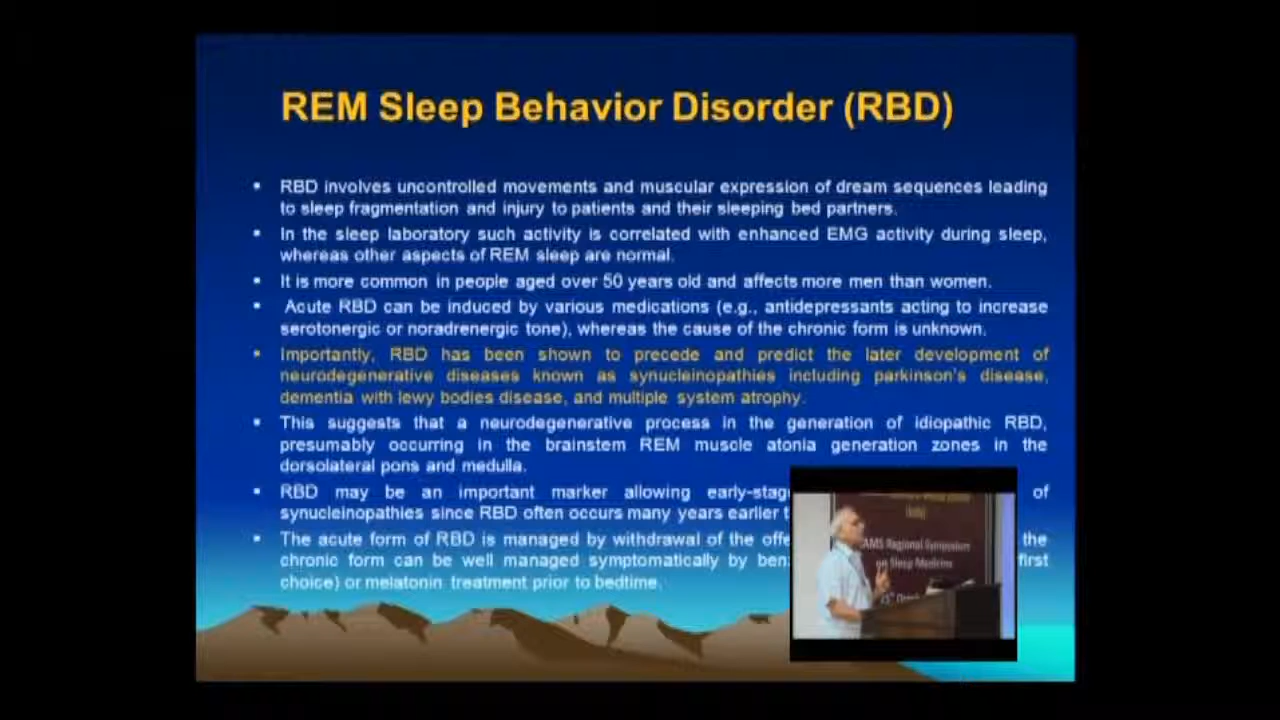 REM Sleep Behavior Disorder (RBD)
▪ RBD involves uncontrolled movements and muscular expression of dream sequences leading
to sleep fragmentation and injury to patients and their sleeping bed partners.
▪ In the sleep laboratory such activity is correlated with enhanced EMG activity during sleep,
whereas other aspects of REM sleep are normal.
▪ It is more common in people aged over 50 years old and affects more men than women.
▪ Acute RBD can be induced by various medications (e.g., antidepressants acting to increase
serotonergic or noradrenergic tone), whereas the cause of the chronic form is unknown.
▪ Importantly, RBD has been shown to precede and predict the later development of
neurodegenerative diseases known as synucleinopathies including parkinson's disease,
dementia with lewy bodies disease, and multiple system atrophy.
▪ This suggests that a neurodegenerative process in the generation of idiopathic RBD,
presumably occurring in the brainstem REM muscle atonia generation zones in the
dorsolateral pons and medulla.
▪ RBD may be an important marker allowing early-stag of
synucleinopathies since RBD often occurs many years earlier
▪ The acute form of RBD is managed by withdrawal of the the
chronic form can be well managed symptomatically by first
choice) or melatonin treatment prior to bedtime.
AMS Regional Symposium
on Sleep Medicine